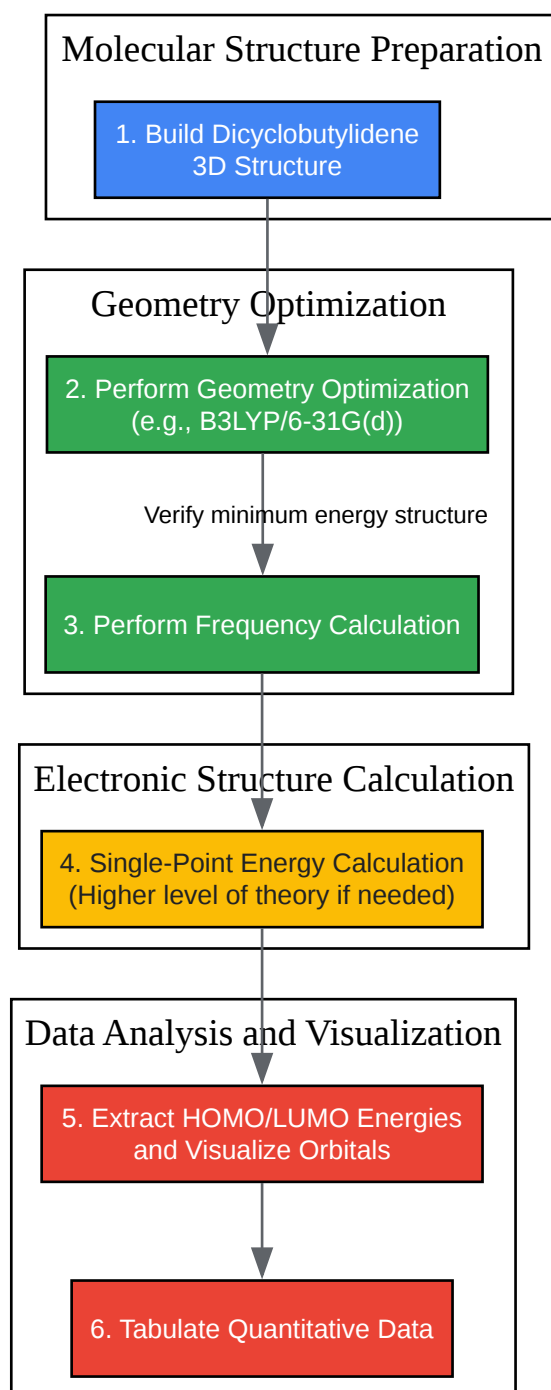 Molecular Structure Preparation
1. Build Dicyclobutylidene
3D Structure
Geometry Optimization
2. Perform Geometry Optimization
(e.g., B3LYP/6-31G(d))
Verify minimum energy structure
3. Perform Frequency Calculation
Electronic Structure Calculation
4. Single-Point Energy Calculation
(Higher level of theory if needed)
Data Analysis and Visualization
5. Extract HOMO/LUMO Energies
and Visualize Orbitals
6. Tabulate Quantitative Data